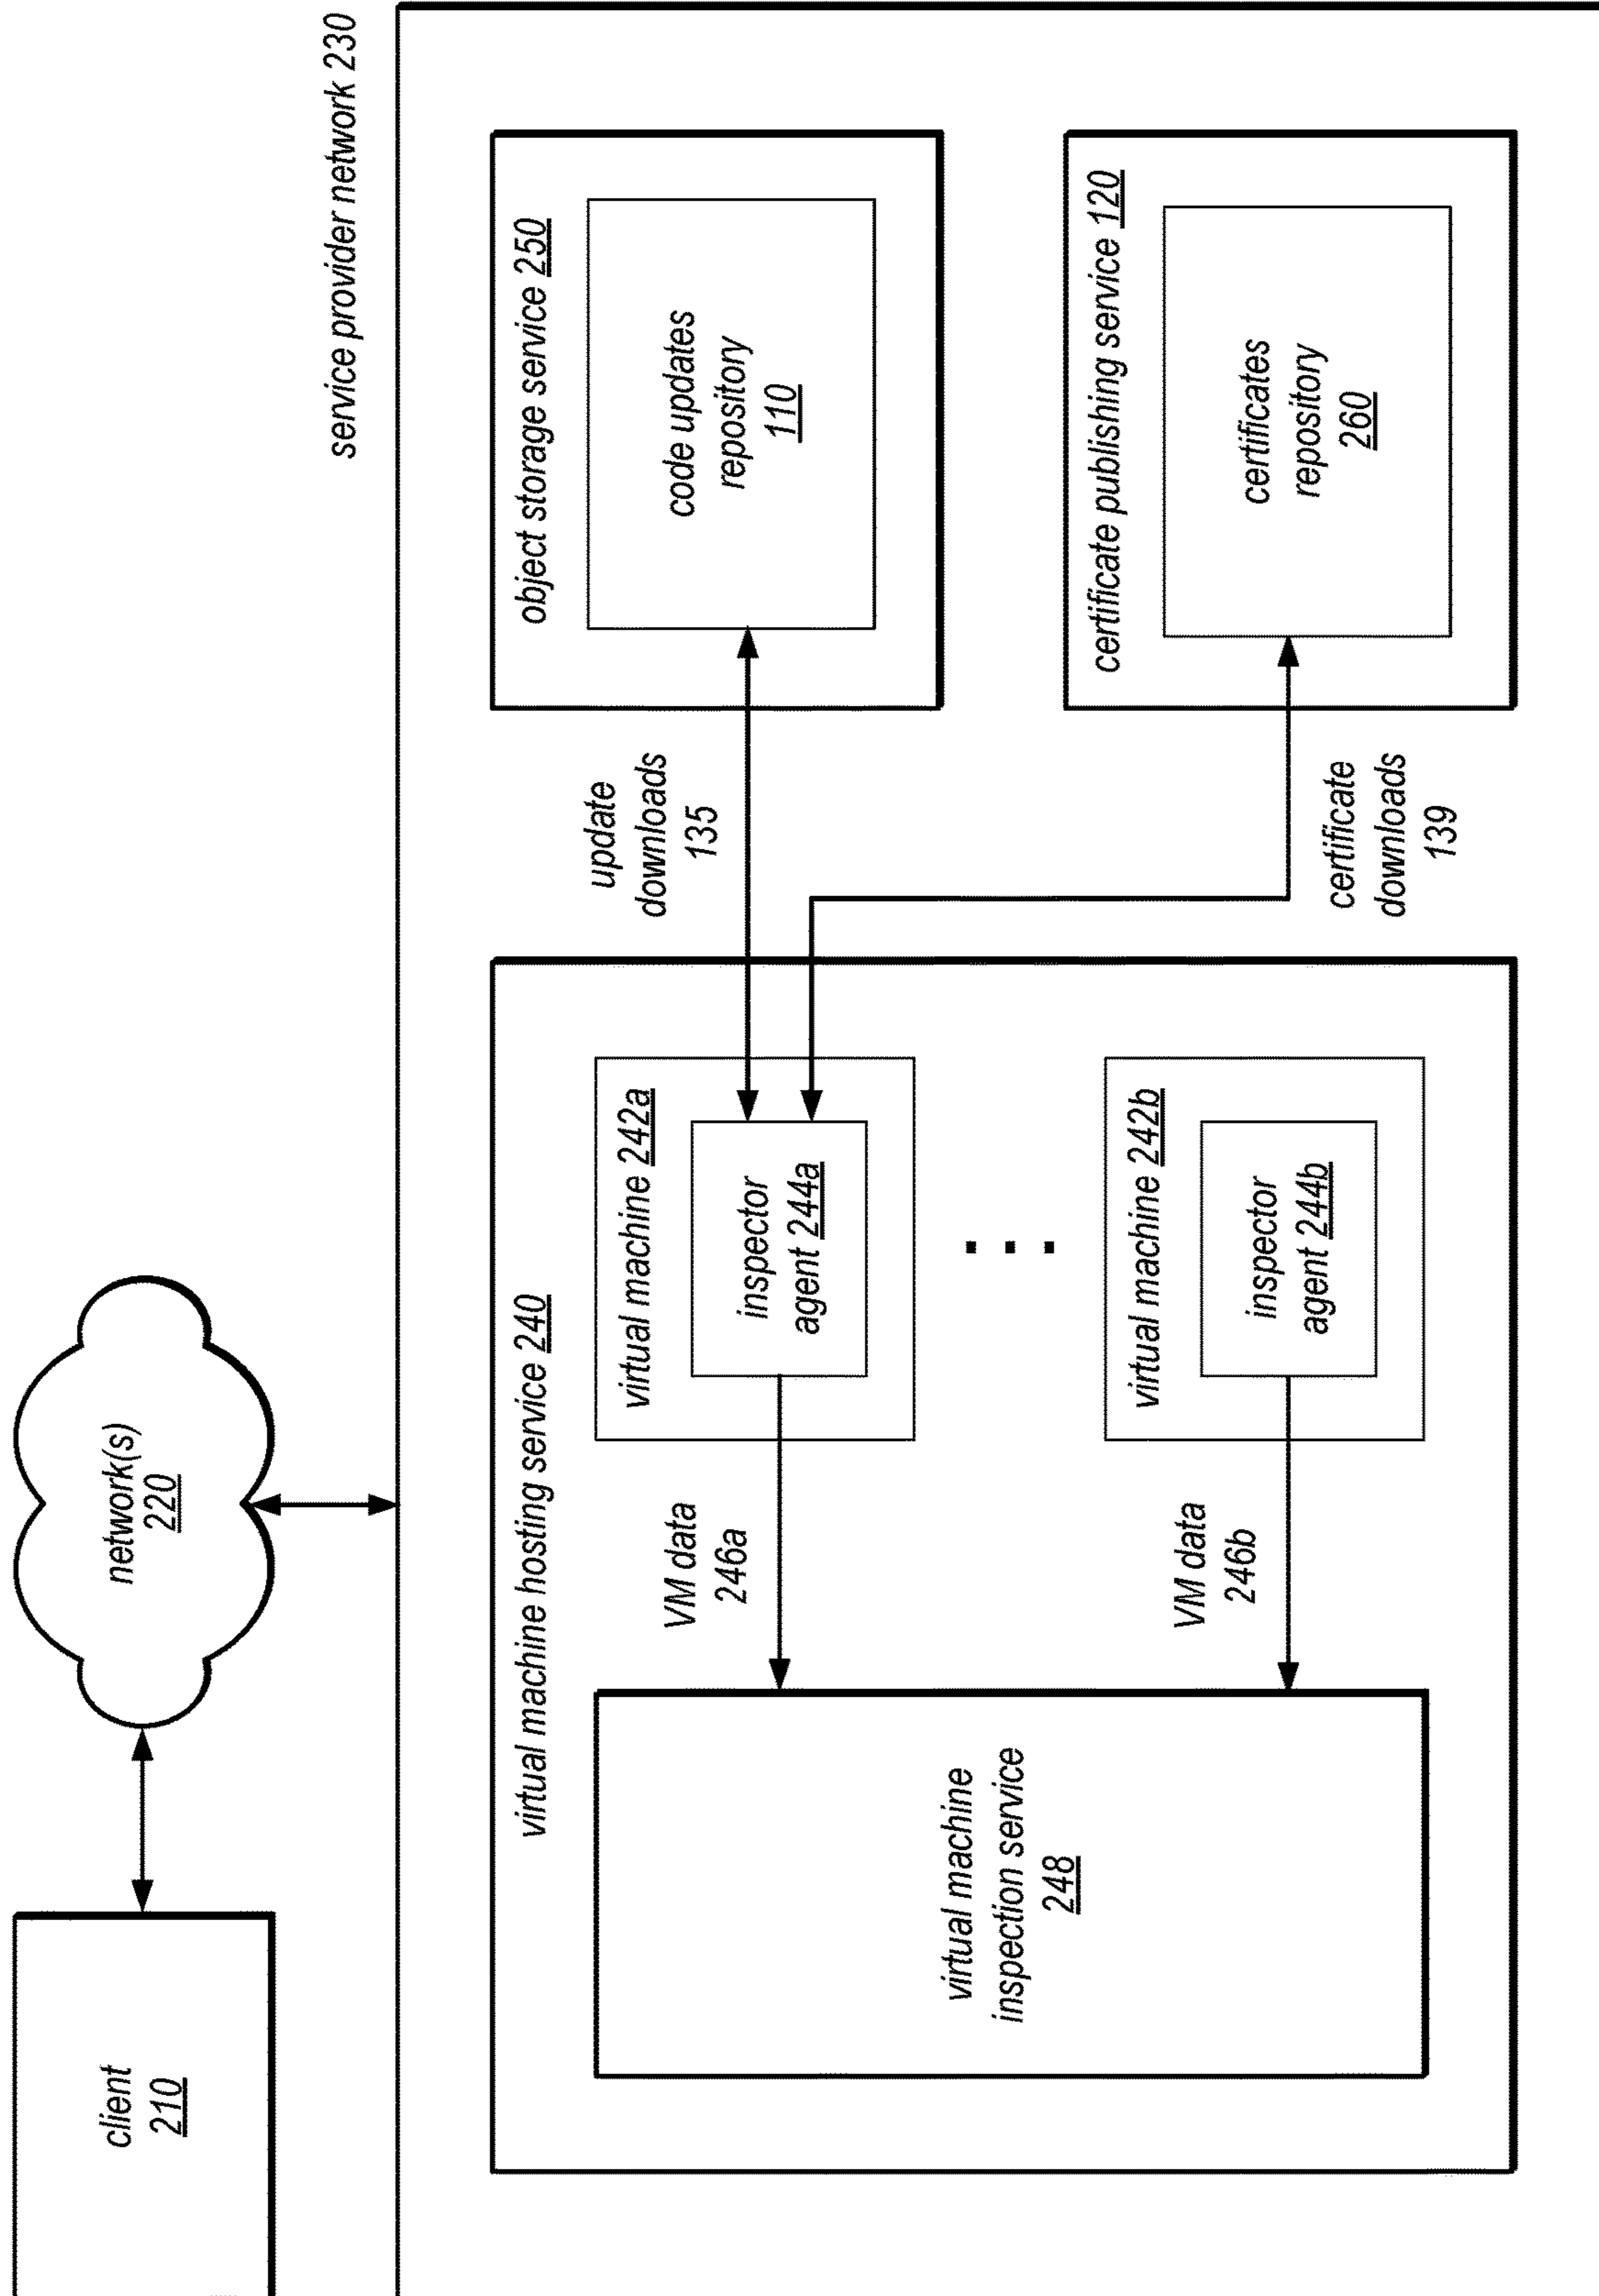 client
210
network(s)
220
service provider network 230
virtual machine hosting service 240
virtual machine
inspection service
248
VM data
246a
virtual machine 242a
inspector
agent 244a
VM data
246b
virtual machine 242b
inspector
agent 244b
update
downloads
135
certificate
downloads
139
object storage service 250
code updates
repository
110
certificate publishing service 120
certificates
repository
260